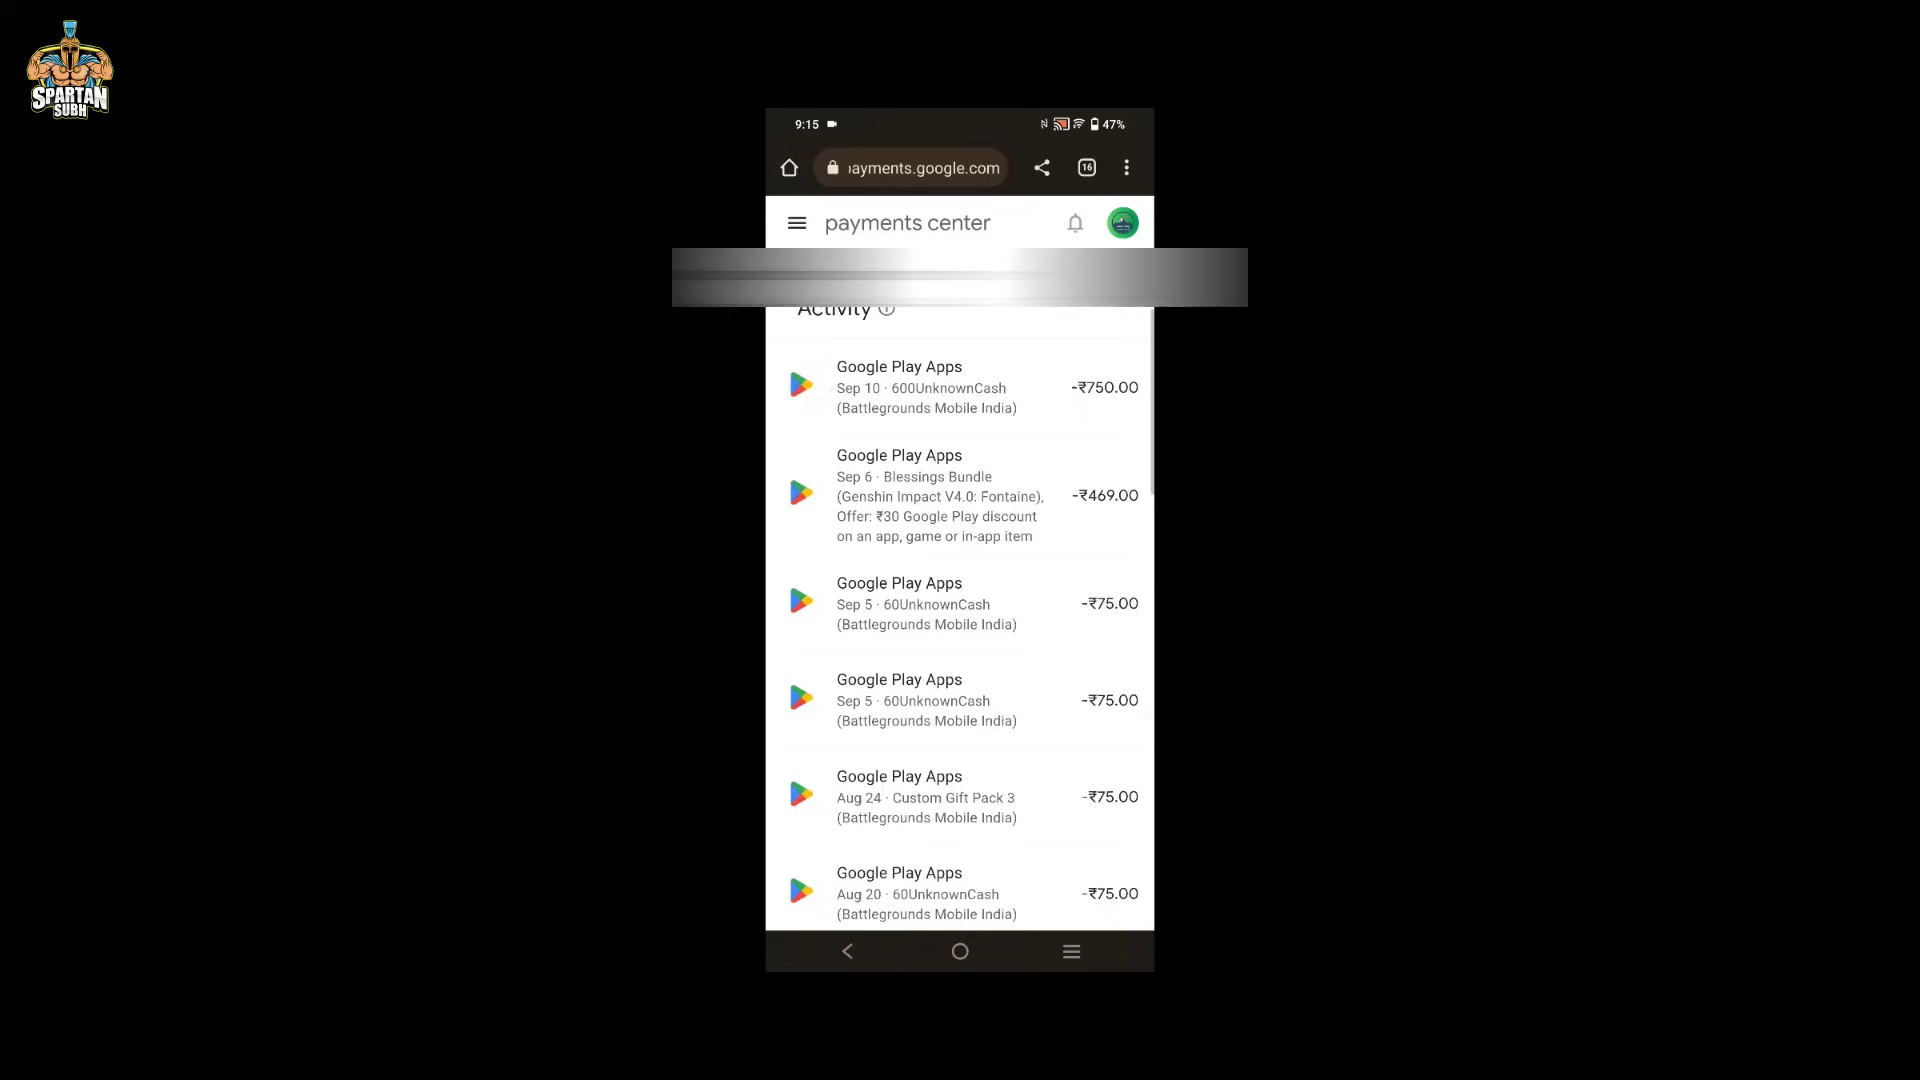 SPARTAN
SUBH
9:15
47%
payments.google.com
16
payments center
Activity
Google Play Apps
Sep 10 · 600UnknownCash
(Battlegrounds Mobile India)
-₹750.00
Google Play Apps
Sep 6 · Blessings Bundle
(Genshin Impact V4.0: Fontaine),
Offer: ₹30 Google Play discount
on an app, game or in-app item
-₹469.00
Google Play Apps
Sep 5 · 60UnknownCash
(Battlegrounds Mobile India)
-₹75.00
Google Play Apps
Sep 5 · 60UnknownCash
(Battlegrounds Mobile India)
-₹75.00
Google Play Apps
Aug 24 · Custom Gift Pack 3
(Battlegrounds Mobile India)
-₹75.00
Google Play Apps
Aug 20 · 60UnknownCash
(Battlegrounds Mobile India)
-₹75.00